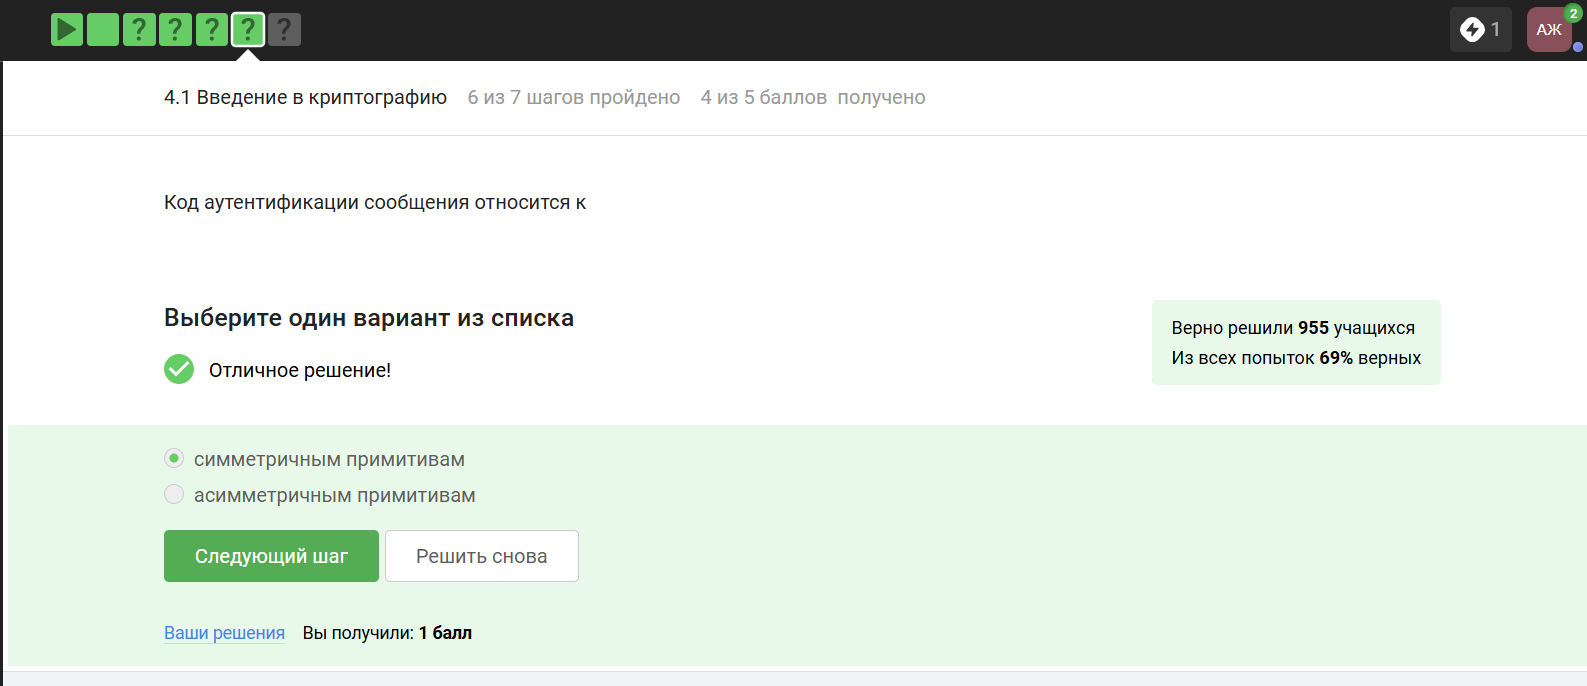 ? ? ? ? ? 1 АЖ 2
4.1 Введение в криптографию 6 из 7 шагов пройдено 4 из 5 баллов получено
Код аутентификации сообщения относится к
Выберите один вариант из списка
Отличное решение!
Верно решили 955 учащихся
Из всех попыток 69% верных
симметричным примитивам
асимметричным примитивам
Следующий шаг Решить снова
Ваши решения Вы получили: 1 балл